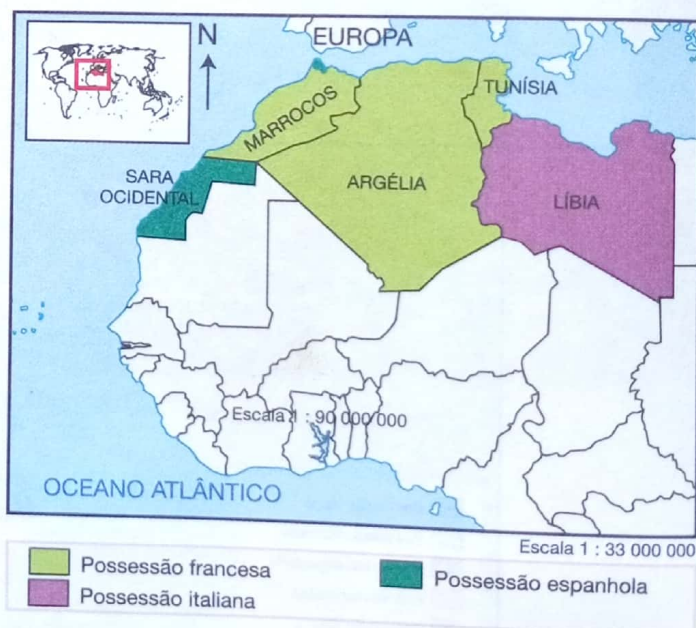 N
EUROPA
TUNÍSIA
MARROCOS
SARA
OCIDENTAL
ARGÉLIA
LÍBIA
Escala 1 : 90 000 000
OCEANO ATLÂNTICO
Escala 1 : 33 000 000
Possessão francesa
Possessão espanhola
Possessão italiana